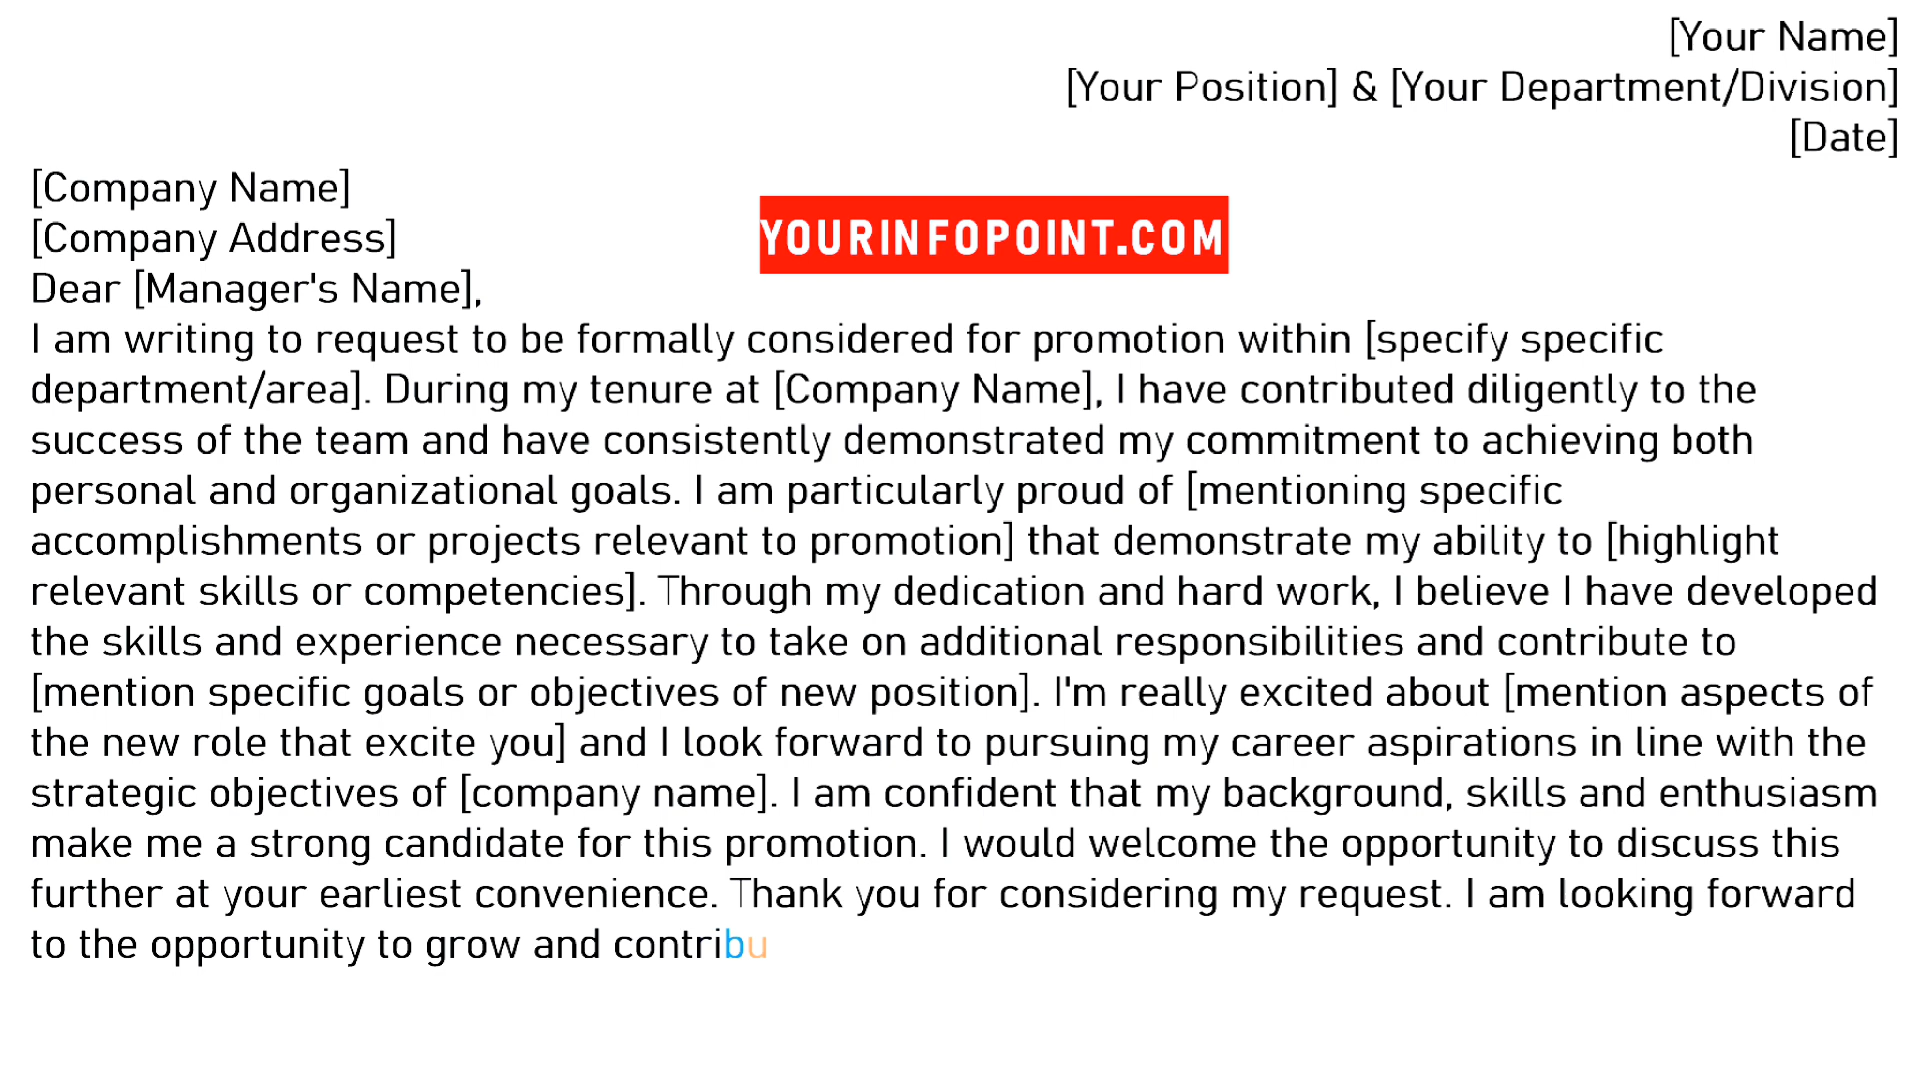 [Your Name]
[Your Position] & [Your Department/Division]
[Date]
[Company Name]
[Company Address]
YOURINFOPOINT.COM
Dear [Manager's Name],
I am writing to request to be formally considered for promotion within [specify specific
department/area]. During my tenure at [Company Name], I have contributed diligently to the
success of the team and have consistently demonstrated my commitment to achieving both
personal and organizational goals. I am particularly proud of [mentioning specific
accomplishments or projects relevant to promotion] that demonstrate my ability to [highlight
relevant skills or competencies]. Through my dedication and hard work, I believe I have developed
the skills and experience necessary to take on additional responsibilities and contribute to
[mention specific goals or objectives of new position]. I'm really excited about [mention aspects of
the new role that excite you] and I look forward to pursuing my career aspirations in line with the
strategic objectives of [company name]. I am confident that my background, skills and enthusiasm
make me a strong candidate for this promotion. I would welcome the opportunity to discuss this
further at your earliest convenience. Thank you for considering my request. I am looking forward
to the opportunity to grow and contribu